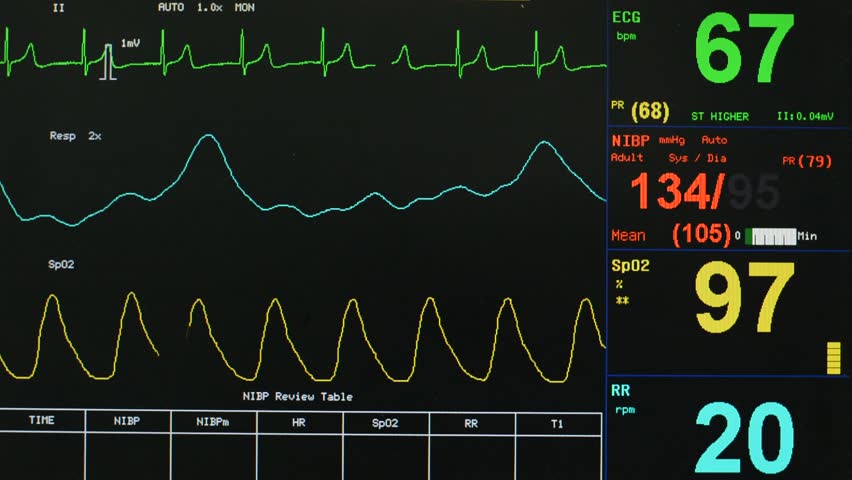 II AUTO 1.0x MON
1mV
Resp 2x
SpO2
NIBP Review Table
TIME NIBP NIBPm HR SpO2 RR T1
ECG
bpm
67
PR (68) ST HIGHER II:0.04mV
NIBP mmHg Auto
Adult Sys / Dia PR(79)
134/95
Mean (105) 0 Min
SpO2
%
**
97
RR
rpm
20